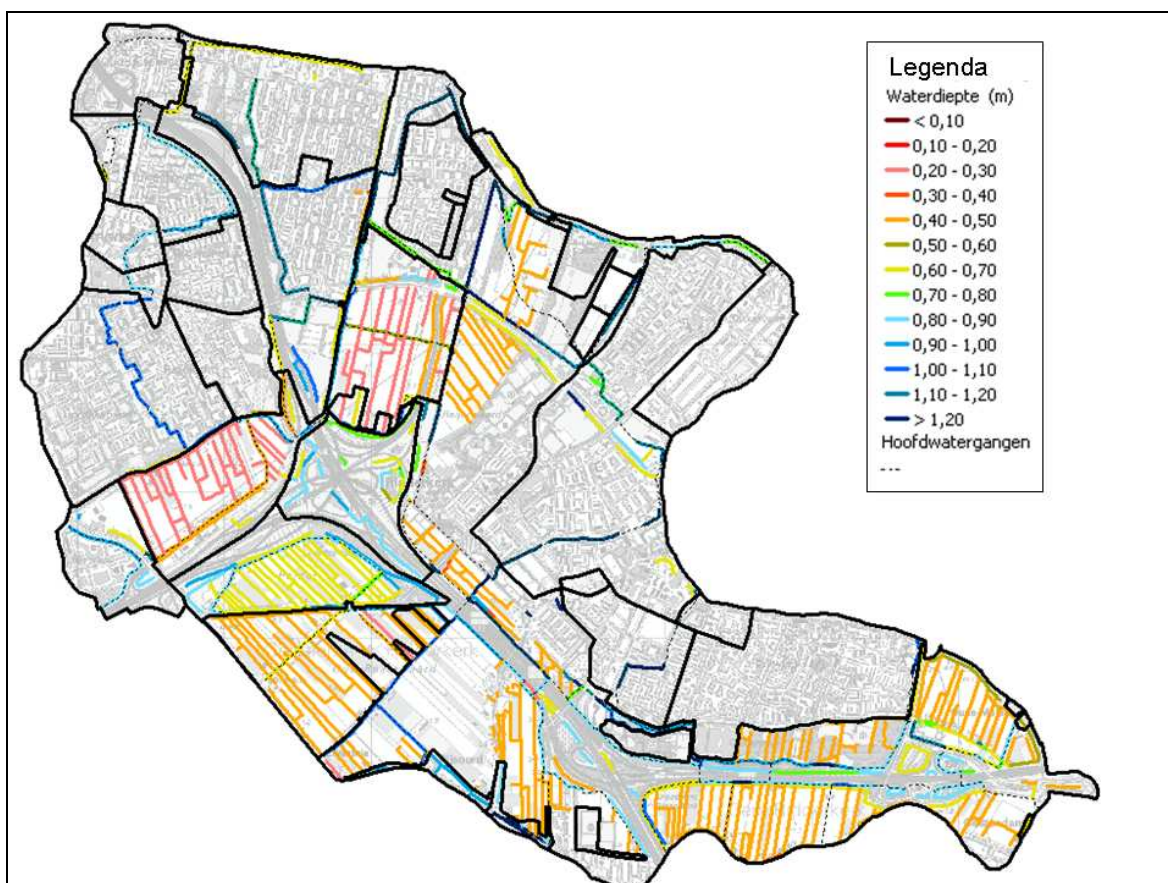 Legenda
Waterdiepte (m)
< 0,10
0,10 - 0,20
0,20 - 0,30
0,30 - 0,40
0,40 - 0,50
0,50 - 0,60
0,60 - 0,70
0,70 - 0,80
0,80 - 0,90
0,90 - 1,00
1,00 - 1,10
1,10 - 1,20
> 1,20
Hoofdwatergangen